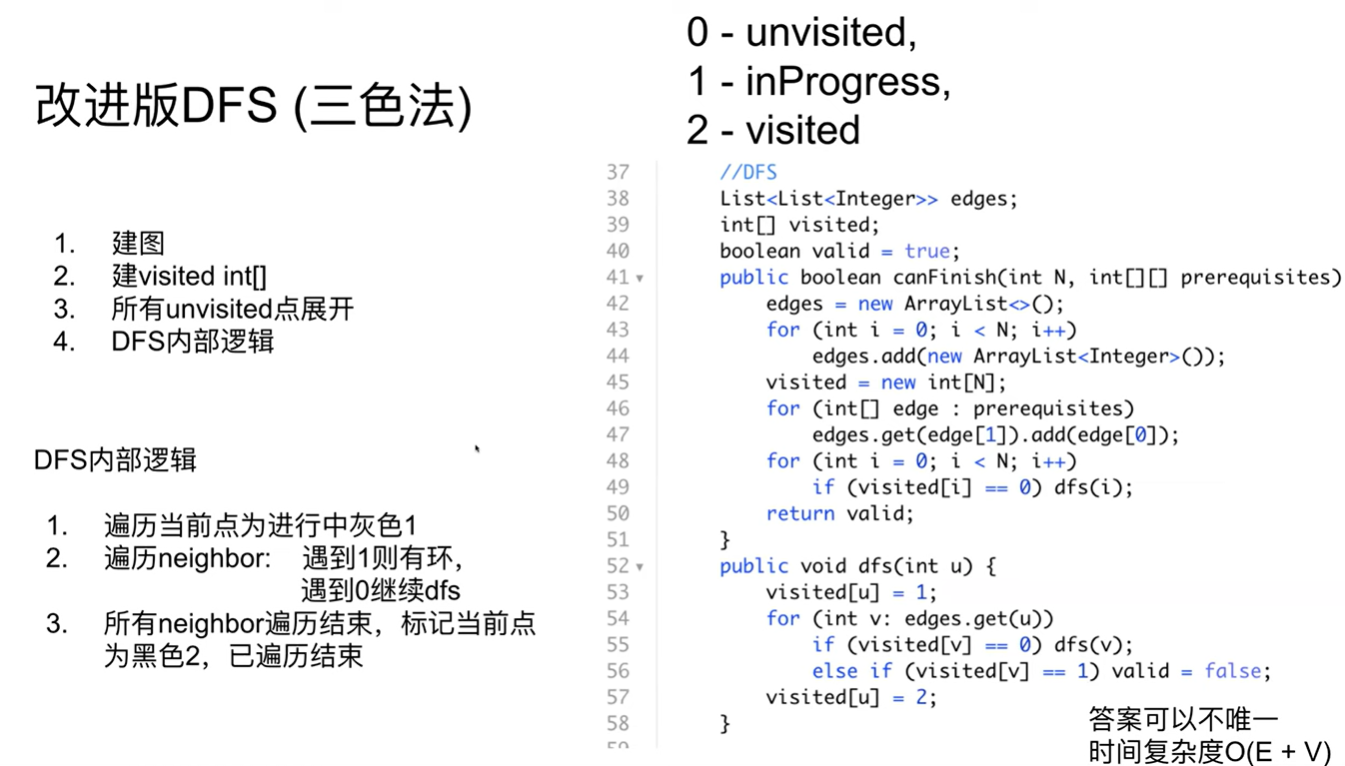 改进版DFS (三色法)
0 - unvisited,
1 - inProgress,
2 - visited
1. 建图
2. 建visited int[]
3. 所有unvisited点展开
4. DFS内部逻辑
DFS内部逻辑
1. 遍历当前点为进行中灰色1
2. 遍历neighbor: 遇到1则有环，
遇到0继续dfs
3. 所有neighbor遍历结束，标记当前点
为黑色2，已遍历结束
37 //DFS
38 List<List<Integer>> edges;
39 int[] visited;
40 boolean valid = true;
41 public boolean canFinish(int N, int[][] prerequisites)
42 edges = new ArrayList<>();
43 for (int i = 0; i < N; i++)
44 edges.add(new ArrayList<Integer>());
45 visited = new int[N];
46 for (int[] edge : prerequisites)
47 edges.get(edge[1]).add(edge[0]);
48 for (int i = 0; i < N; i++)
49 if (visited[i] == 0) dfs(i);
50 return valid;
51 }
52 public void dfs(int u) {
53 visited[u] = 1;
54 for (int v: edges.get(u))
55 if (visited[v] == 0) dfs(v);
56 else if (visited[v] == 1) valid = false;
57 visited[u] = 2;
58 }
答案可以不唯一
时间复杂度O(E + V)